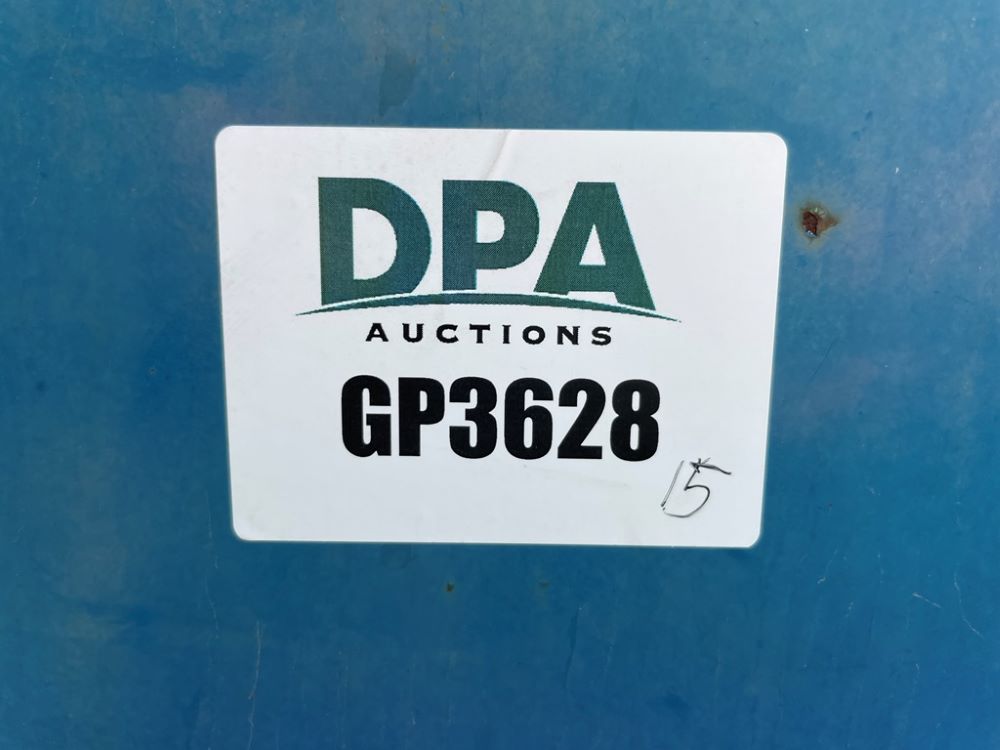 DPA
AUCTIONS
GP3628
15